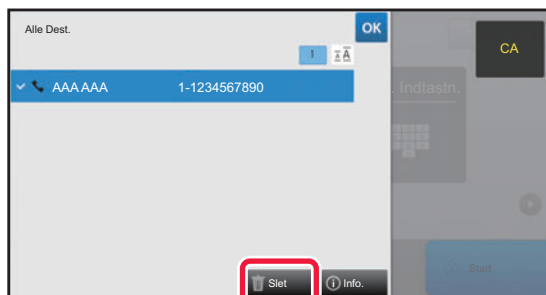 Alle Dest.
OK
CA
1
AAA AAA 1-1234567890
. Indtastn.
Slet
Info.
Start